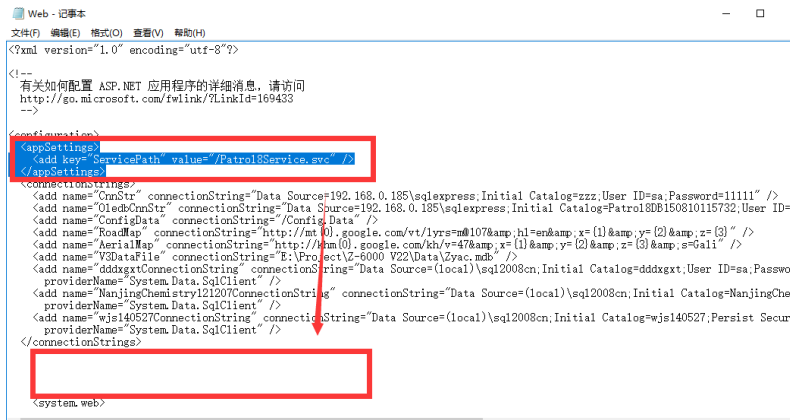 Web - 记事本
文件(F) 编辑(E) 格式(O) 查看(V) 帮助(H)
<?xml version="1.0" encoding="utf-8"?>
<!--
有关如何配置 ASP.NET 应用程序的详细消息，请访问
http://go.microsoft.com/fwlink/?LinkId=169433
-->
<configuration>
<appSettings>
<add key="ServicePath" value="/Patrol8Service.svc" />
</appSettings>
<connectionStrings>
<add name="CnnStr" connectionString="Data Source=192.168.0.185\sqlexpress;Initial Catalog=zzz;User ID=sa;Password=11111" />
<add name="OledbCnnStr" connectionString="Data Source=192.168.0.185\sqlexpress;Initial Catalog=Patrol8DB150810115732;User ID=
<add name="ConfigData" connectionString="/Config.Data" />
<add name="RoadMap" connectionString="http://mt{0}.google.com/vt/lyrs=m@107&amp;hl=en&amp;x={1}&amp;y={2}&amp;z={3}" />
<add name="AerialMap" connectionString="http://khm{0}.google.com/kh/v=47&amp;x={1}&amp;y={2}&amp;z={3}&amp;s=Gali" />
<add name="V3DataFile" connectionString="E:\Project\Z-6000 V22\Data\Zyac.mdb" />
<add name="dddxgxtConnectionString" connectionString="Data Source=(local)\sql2008cn;Initial Catalog=dddxgxt;User ID=sa;Passwo
providerName="System.Data.SqlClient" />
<add name="NanjingChemistry121207ConnectionString" connectionString="Data Source=(local)\sql2008cn;Initial Catalog=NanjingChe
providerName="System.Data.SqlClient" />
<add name="wjs140527ConnectionString" connectionString="Data Source=(local)\sql2008cn;Initial Catalog=wjs140527;Persist Secur
providerName="System.Data.SqlClient" />
</connectionStrings>
<system.web>